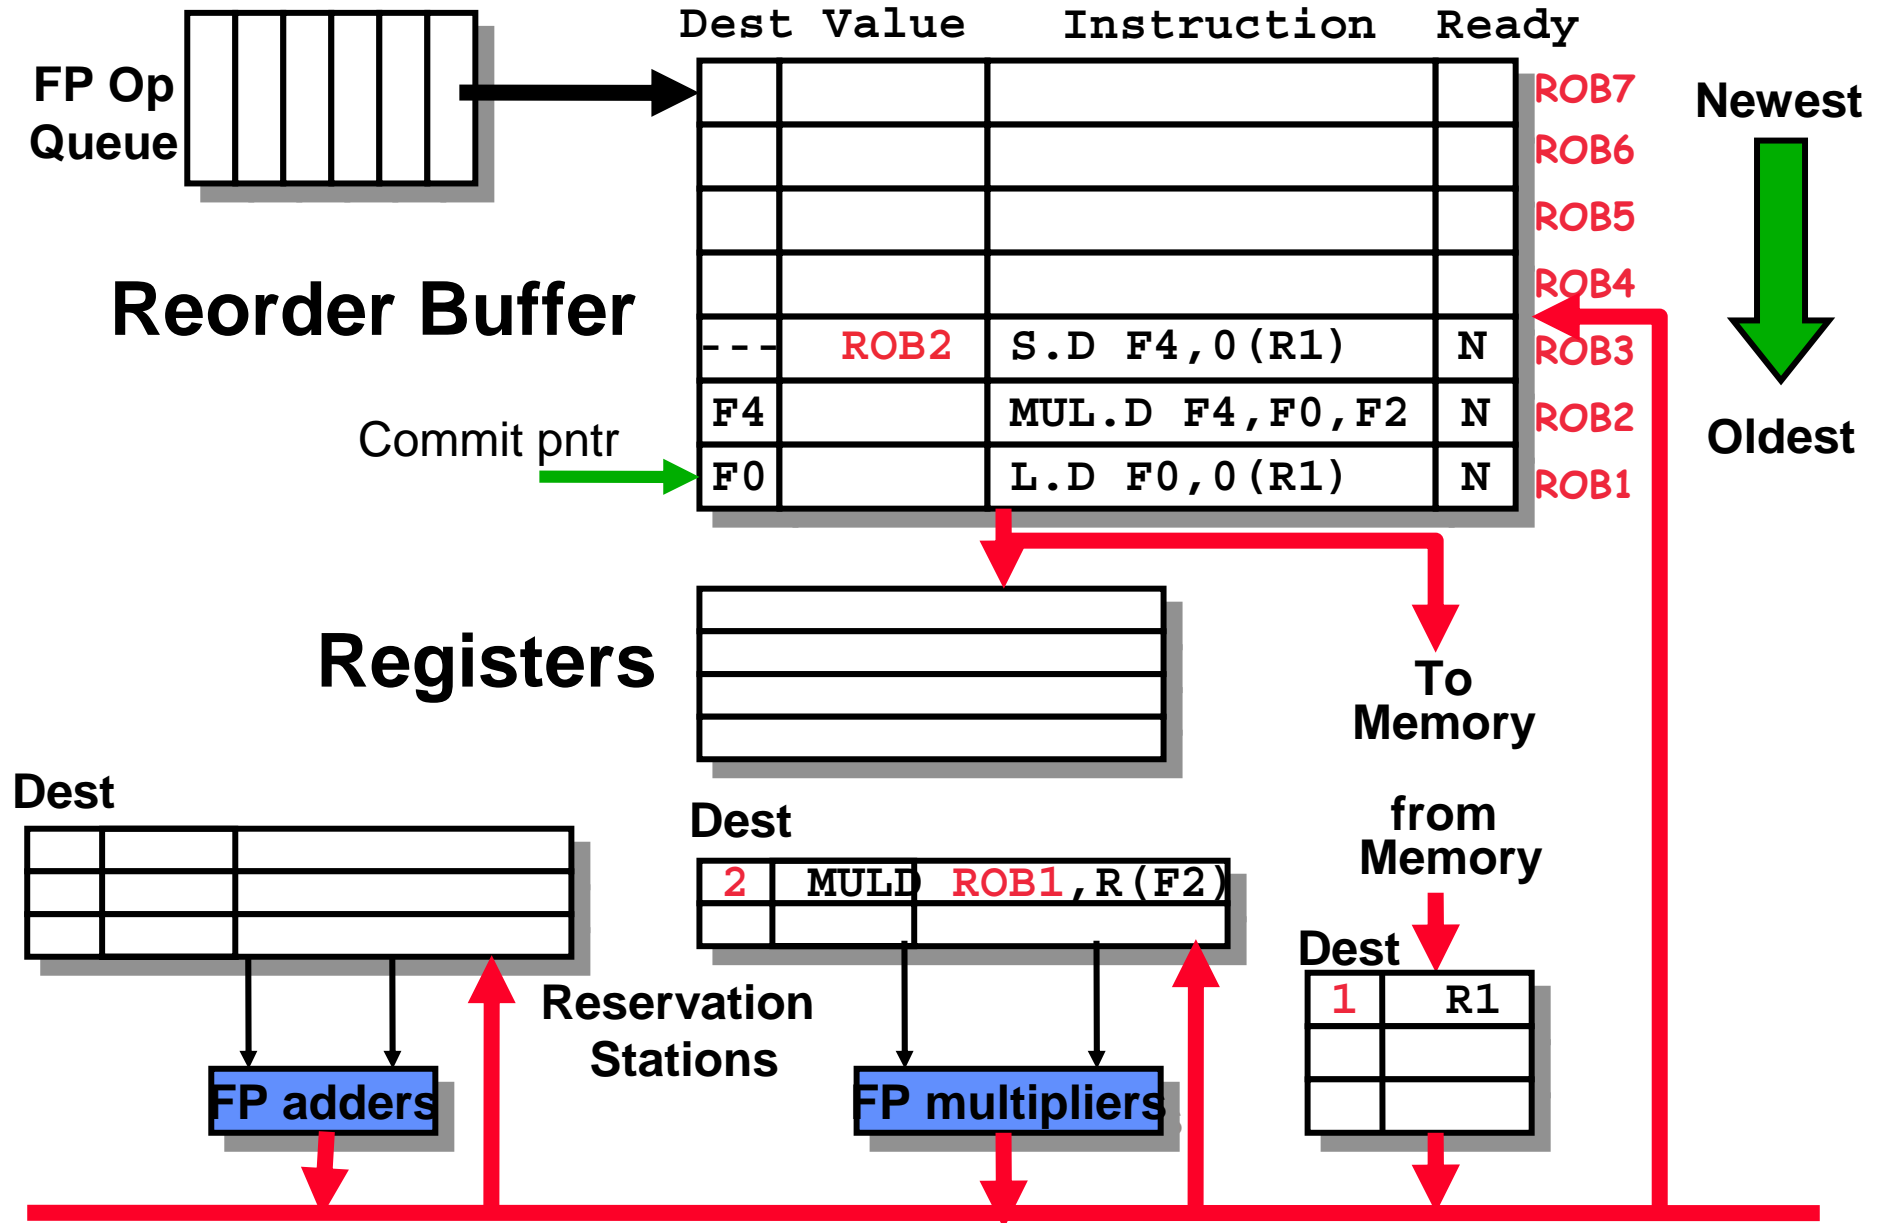 Dest Value Instruction Ready
FP Op
Queue
ROB7
ROB6
ROB5
ROB4
Newest
Reorder Buffer
--- ROB2 S.D F4,0(R1) N ROB3
F4 MUL.D F4,F0,F2 N ROB2
Oldest
Commit pntr
F0 L.D F0,0(R1) N ROB1
Registers
To
Memory
Dest
Dest
from
Memory
2 MULD ROB1,R(F2)
Dest
1 R1
Reservation
Stations
FP adders
FP multipliers